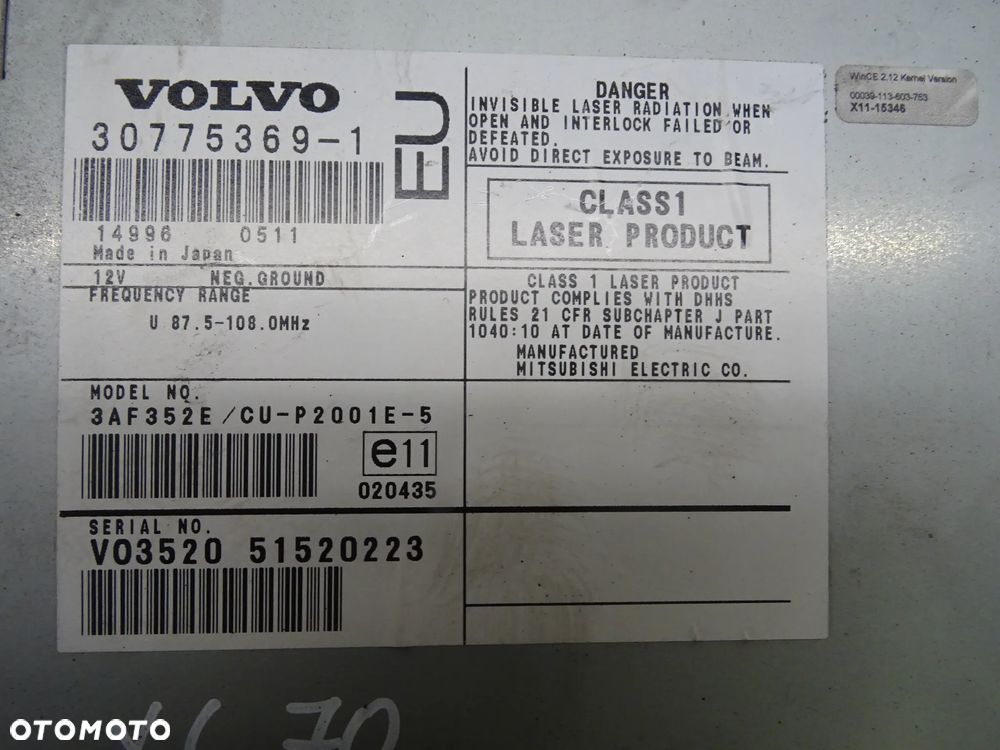 VOLVO
30775369-1
EU
14996 0511
Made in Japan
12V NEG.GROUND
FREQUENCY RANGE
U 87.5-108.0MHz
MODEL NO.
3AF352E/CU-P2001E-5
e11
020435
SERIAL NO.
V03520 51520223
DANGER
INVISIBLE LASER RADIATION WHEN
OPEN AND INTERLOCK FAILED OR
DEFEATED.
AVOID DIRECT EXPOSURE TO BEAM.
CLASS1
LASER PRODUCT
CLASS 1 LASER PRODUCT
PRODUCT COMPLIES WITH DHHS
RULES 21 CFR SUBCHAPTER J PART
1040:10 AT DATE OF MANUFACTURE.
MANUFACTURED
MITSUBISHI ELECTRIC CO.
WinCE 2.12 Kernel Version
00039-113-603-763
X11-15346
70
OTOMOTO